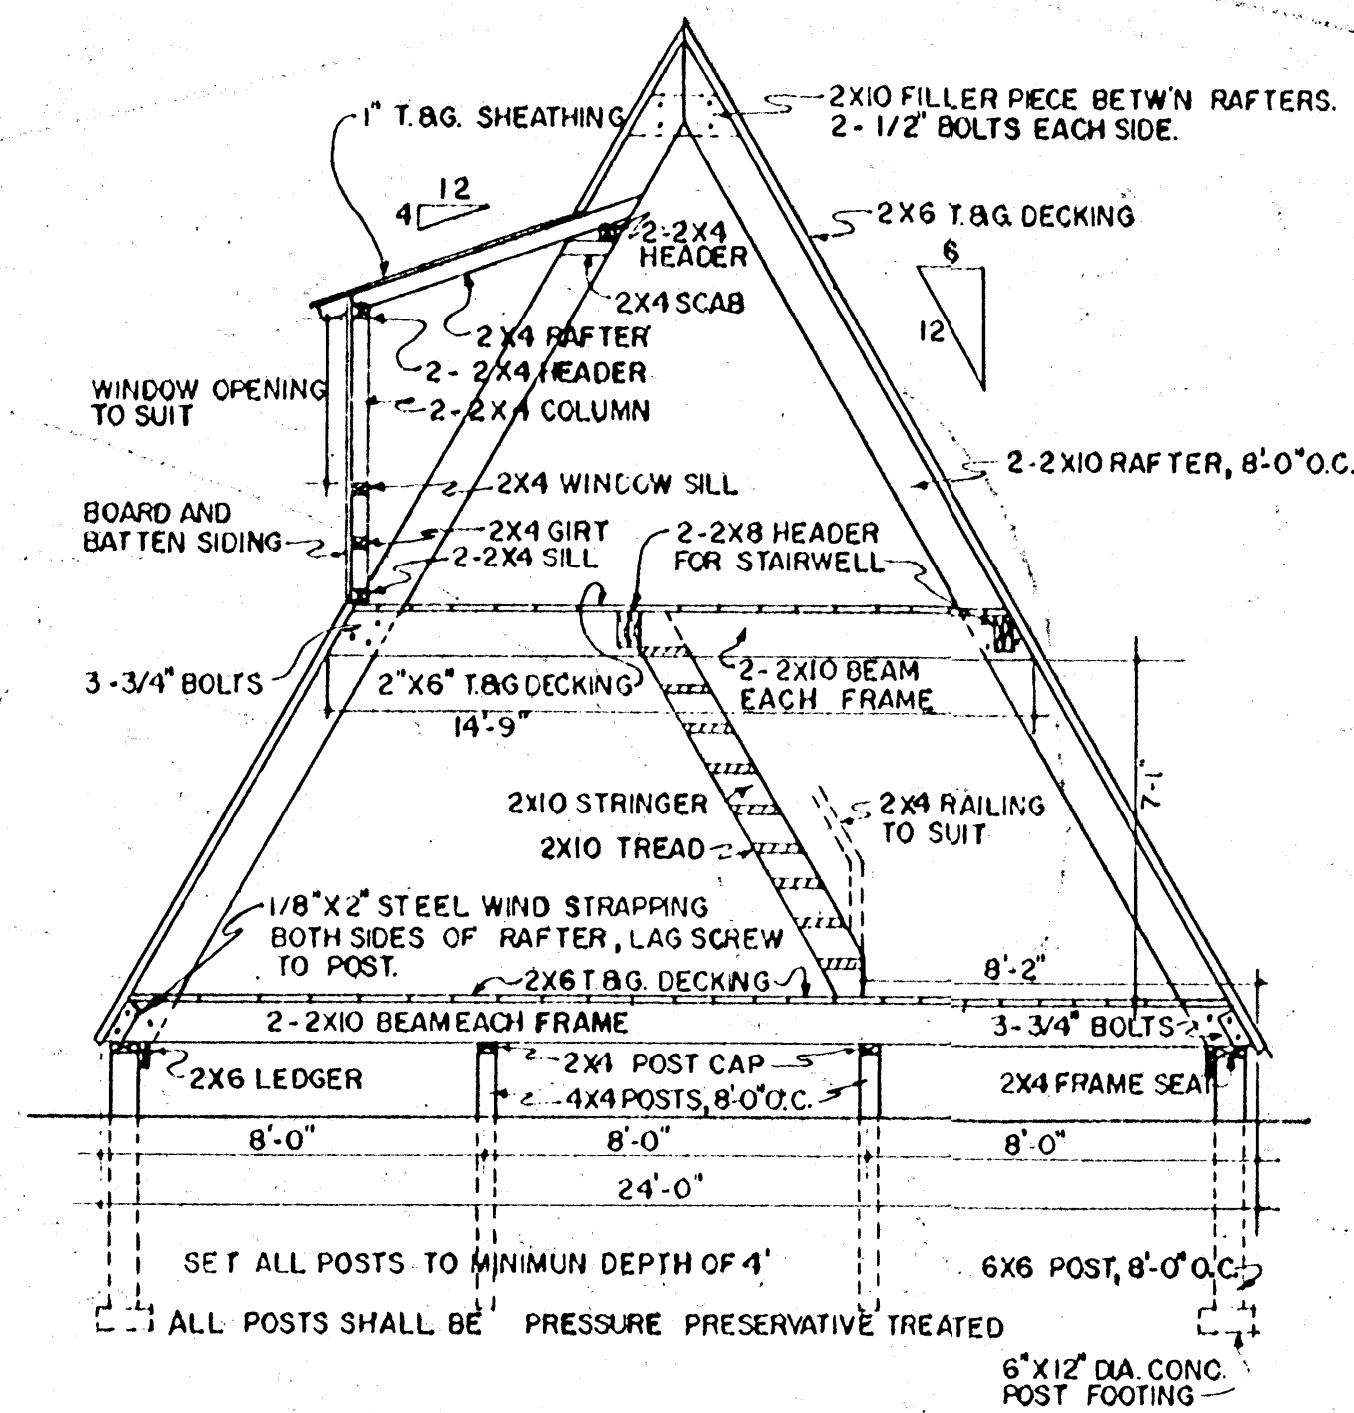 2X10 FILLER PIECE BETW'N RAFTERS.
2- 1/2" BOLTS EACH SIDE.
1" T.&G. SHEATHING
12
4
2X6 T.&G. DECKING
6
12
2-2X4
HEADER
2X4 SCAB
2X4 RAFTER
2- 2X4 HEADER
2-2X4 COLUMN
WINDOW OPENING
TO SUIT
2-2X10 RAFTER, 8'-0" O.C.
2X4 WINDOW SILL
BOARD AND
BATTEN SIDING
2X4 GIRT
2-2X4 SILL
2-2X8 HEADER
FOR STAIRWELL
3-3/4" BOLTS
2"X6" T.&G DECKING
2-2X10 BEAM
EACH FRAME
14'-9"
7'-1"
2X10 STRINGER
2X10 TREAD
2X4 RAILING
TO SUIT
1/8"X2" STEEL WIND STRAPPING
BOTH SIDES OF RAFTER, LAG SCREW
TO POST.
2X6 T.&G. DECKING
8'-2"
2-2X10 BEAM EACH FRAME
3-3/4" BOLTS
2X6 LEDGER
2X4 POST CAP
2X4 FRAME SEAT
4X4 POSTS, 8'-0" O.C.
8'-0"
8'-0"
8'-0"
24'-0"
SET ALL POSTS TO MINIMUN DEPTH OF 4'
6X6 POST, 8'-0" O.C.
ALL POSTS SHALL BE PRESSURE PRESERVATIVE TREATED
6"X12" DIA. CONC.
POST FOOTING